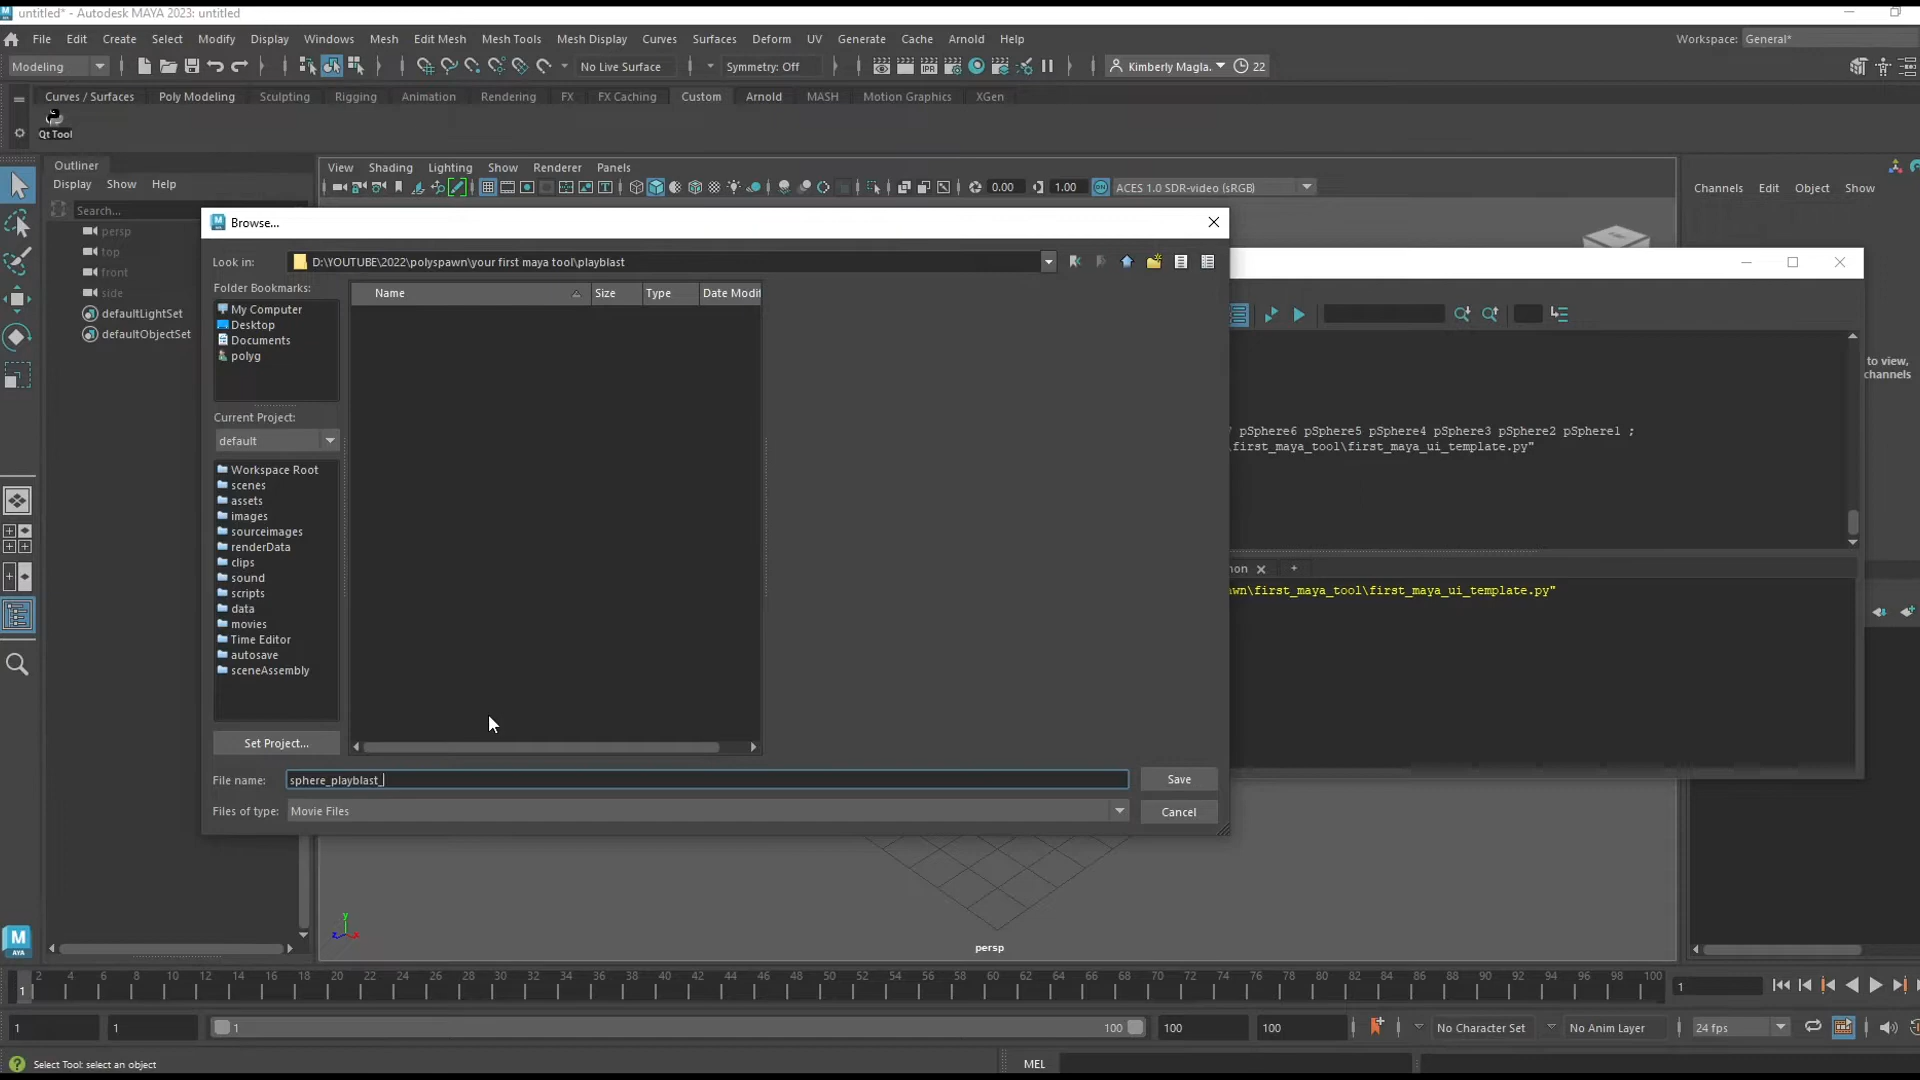 untitled* - Autodesk MAYA 2023: untitled
File Edit Create Select Modify Display Windows Mesh Edit Mesh Mesh Tools Mesh Display Curves Surfaces Deform UV Generate Cache Arnold Help Workspace: General*
Modeling No Live Surface Symmetry: Off IPR Kimberly Magla. 22
Curves / Surfaces Poly Modeling Sculpting Rigging Animation Rendering FX FX Caching Custom Arnold MASH Motion Graphics XGen
Qt Tool
Outliner
Display Show Help
Search...
persp
top
front
side
defaultLightSet
defaultObjectSet
View Shading Lighting Show Renderer Panels
0.00 1.00 ACES 1.0 SDR-video (sRGB)
Channels Edit Object Show
Browse...
Look in: D:\YOUTUBE\2022\polyspawn\your first maya tool\playblast
Folder Bookmarks:
My Computer
Desktop
Documents
polyg
Current Project:
default
Workspace Root
scenes
assets
images
sourceimages
renderData
clips
sound
scripts
data
movies
Time Editor
autosave
sceneAssembly
Set Project...
Name Size Type Date Modif
File name: sphere_playblast_ Save
Files of type: Movie Files Cancel
pSphere6 pSphere5 pSphere4 pSphere3 pSphere2 pSphere1 ;
\first_maya_tool\first_maya_ui_template.py"
hon
awn\first_maya_tool\first_maya_ui_template.py"
to view,
channels
y
z x
persp
2 4 6 8 10 12 14 16 18 20 22 24 26 28 30 32 34 36 38 40 42 44 46 48 50 52 54 56 58 60 62 64 66 68 70 72 74 76 78 80 82 84 86 88 90 92 94 96 98 100
1 1
1 1 1 100 100 100 No Character Set No Anim Layer 24 fps
Select Tool: select an object MEL
M
AYA